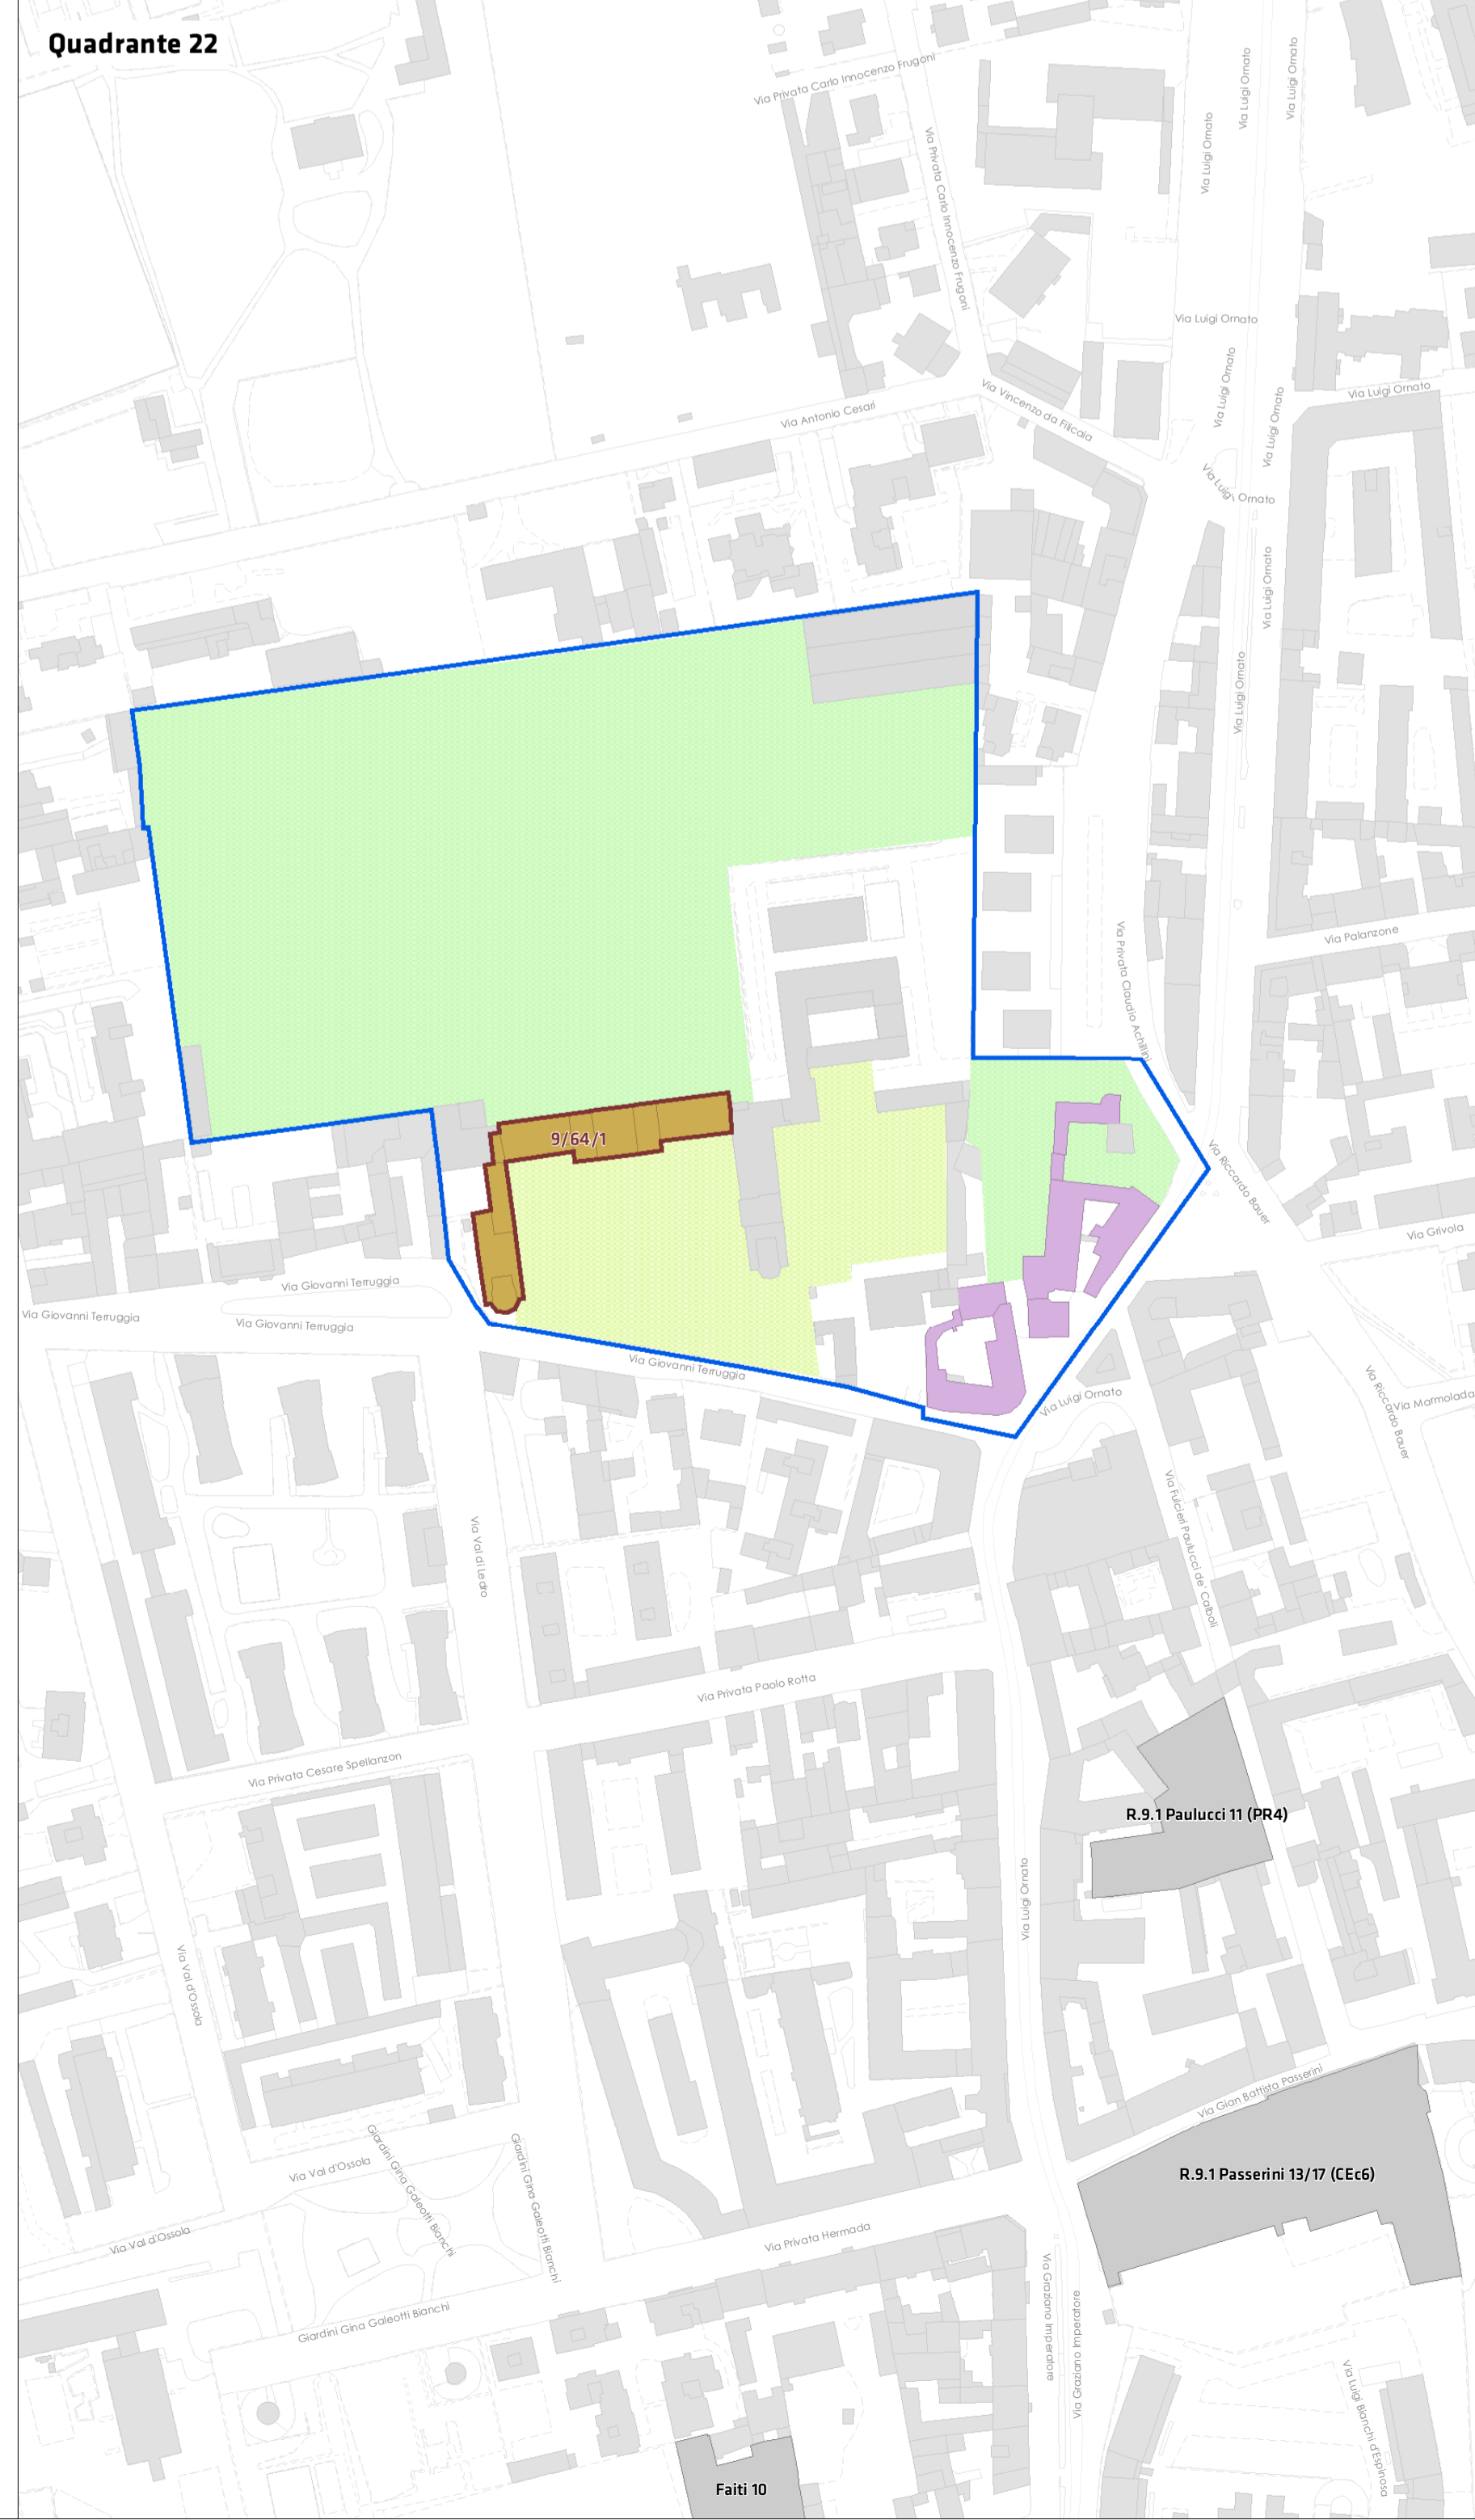 Quadrante 22
Via Privata Carlo Innocenzo Frugoni
Via Luigi Ornato
Via Luigi Ornato
Via Luigi Ornato
Via Privata Carlo Innocenzo Frugoni
Via Luigi Ornato
Via Luigi Ornato
Via Vincenzo da Filicaia
Via Luigi Ornato
Via Luigi Ornato
Via Antonio Cesari
Via Luigi Ornato
Via Luigi Ornato
Via Luigi Ornato
Via Palanzone
Via Privata Claudio Achillini
9/64/1
Via Riccardo Bauer
Via Grivola
Via Giovanni Terruggia
Via Giovanni Terruggia
Via Giovanni Terruggia
Via Giovanni Terruggia
Via Luigi Ornato
Via Riccardo Bauer
Via Marmolada
Via Val di Ledro
Via Fulcieri Paulucci de' Calboli
Via Privata Paolo Rotta
Via Privata Cesare Spellanzon
R.9.1 Paulucci 11 (PR4)
Via Luigi Ornato
Via Val d'Ossola
Via Gian Battista Passerini
Giardini Gina Galeotti Bianchi
Giardini Gina Galeotti Bianchi
Via Val d'Ossola
R.9.1 Passerini 13/17 (CEc6)
Via Val d'Ossola
Via Privata Hermada
Via Graziano Imperatore
Via Graziano Imperatore
Giardini Gina Galeotti Bianchi
Via Luigi Bianchi d'Espinosa
Faiti 10